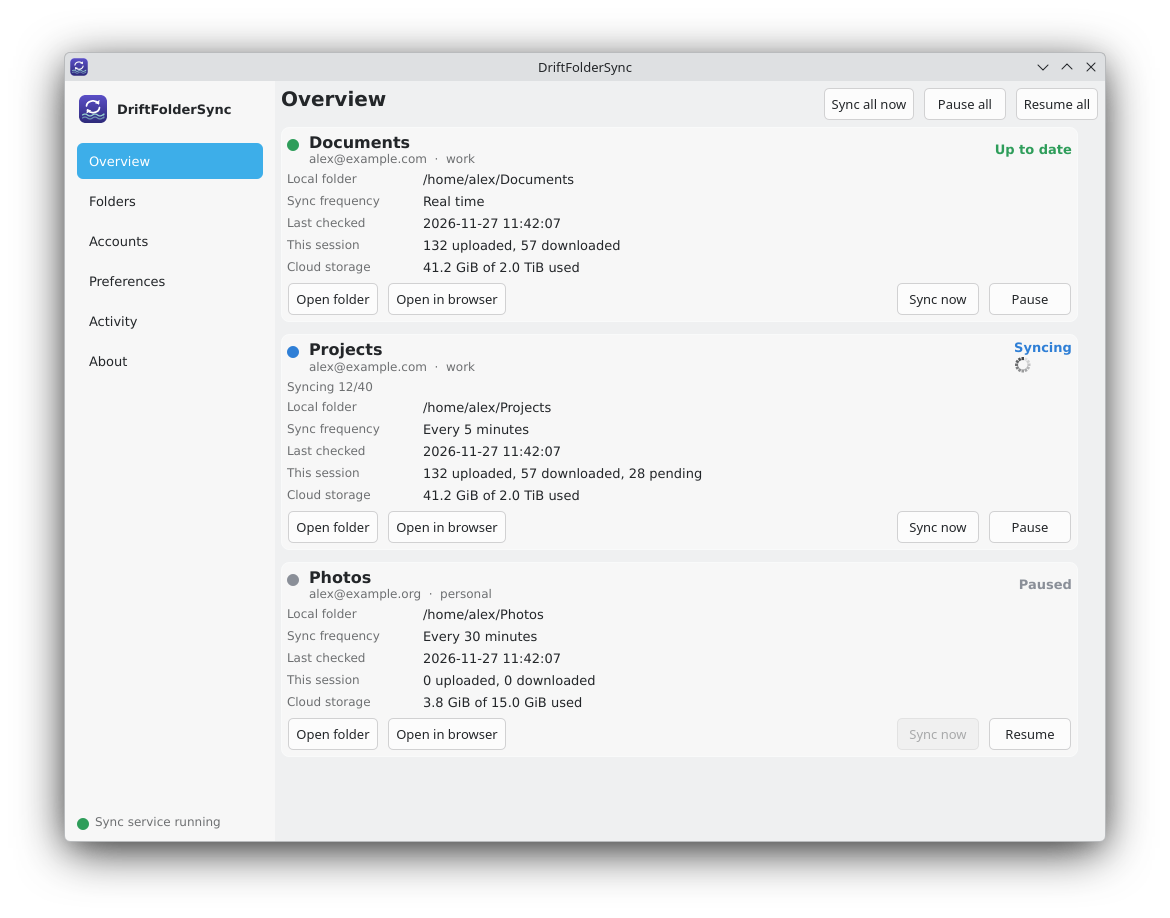 DriftFolderSync
DriftFolderSync
Overview
Folders
Accounts
Preferences
Activity
About
Sync service running
Overview
Sync all now
Pause all
Resume all
Documents
alex@example.com · work
Up to date
Local folder /home/alex/Documents
Sync frequency Real time
Last checked 2026-11-27 11:42:07
This session 132 uploaded, 57 downloaded
Cloud storage 41.2 GiB of 2.0 TiB used
Open folder Open in browser Sync now Pause
Projects
alex@example.com · work
Syncing
Syncing 12/40
Local folder /home/alex/Projects
Sync frequency Every 5 minutes
Last checked 2026-11-27 11:42:07
This session 132 uploaded, 57 downloaded, 28 pending
Cloud storage 41.2 GiB of 2.0 TiB used
Open folder Open in browser Sync now Pause
Photos
alex@example.org · personal
Paused
Local folder /home/alex/Photos
Sync frequency Every 30 minutes
Last checked 2026-11-27 11:42:07
This session 0 uploaded, 0 downloaded
Cloud storage 3.8 GiB of 15.0 GiB used
Open folder Open in browser Sync now Resume